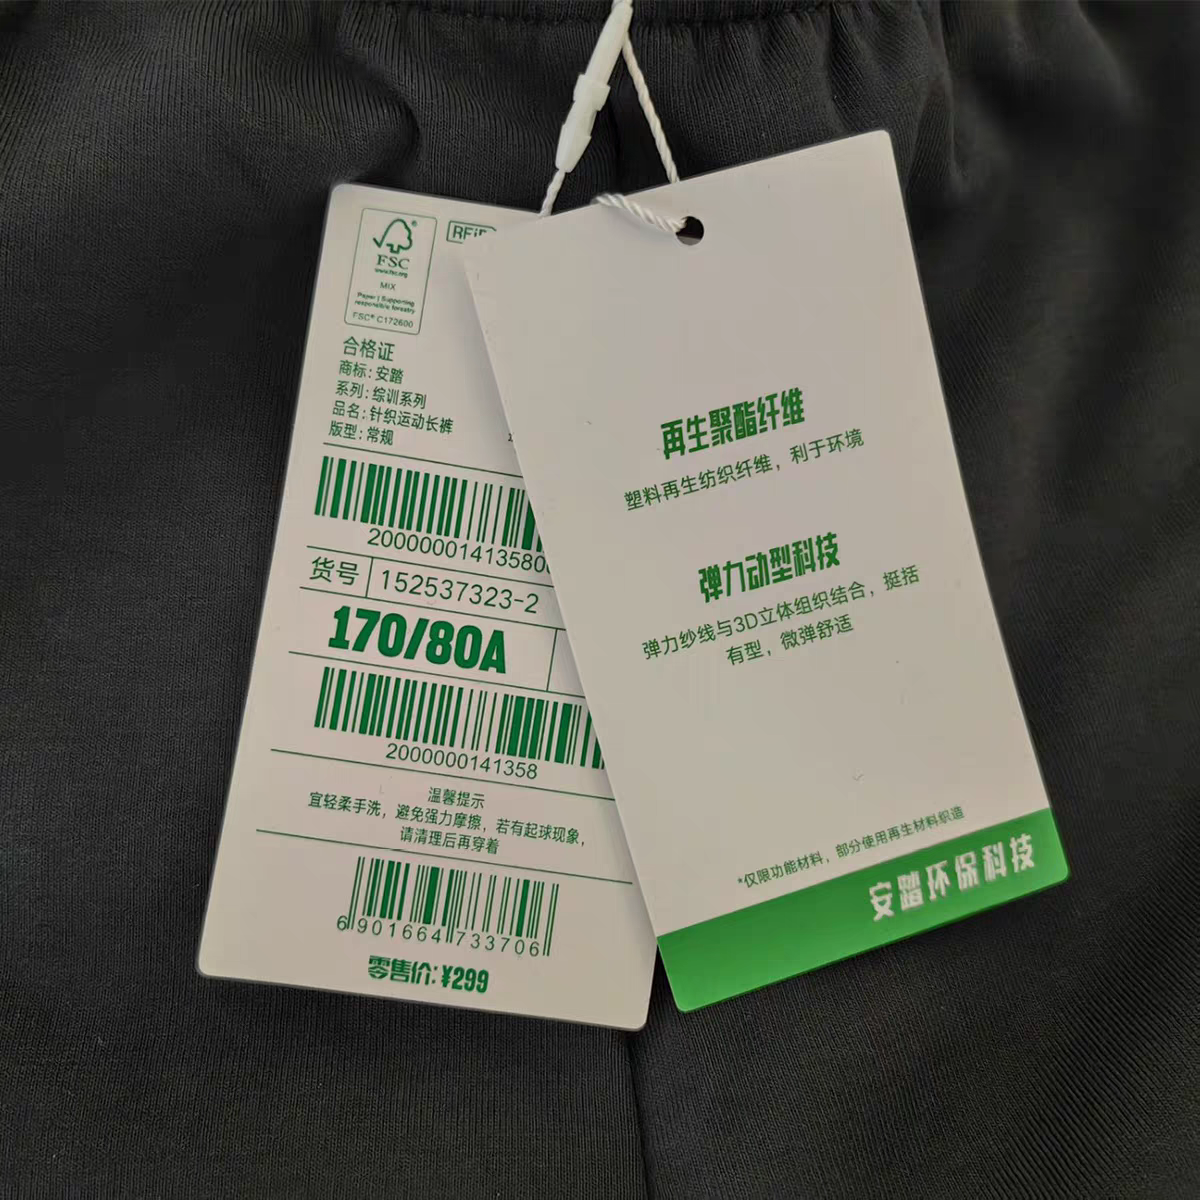 FSC®
www.fsc.org
MIX
Paper | Supporting
responsible forestry
FSC® C172600
合格证
商标:安踏
系列:综训系列
品名:针织运动长裤
版型:常规
2000000141358
货号 152537323-2
170/80A
2000000141358
温馨提示
宜轻柔手洗，避免强力摩擦，若有起球现象，
请清理后再穿着
6901664733706
零售价:¥299
再生聚酯纤维
塑料再生纺织纤维，利于环境
弹力动型科技
弹力纱线与3D立体组织结合，挺括
有型，微弹舒适
*仅限功能材料，部分使用再生材料织造
安踏环保科技